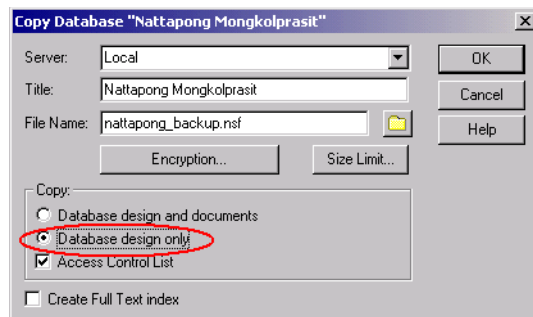 Copy Database "Nattapong Mongkolprasit"
Server: Local OK
Title: Nattapong Mongkolprasit Cancel
File Name: nattapong_backup.nsf Help
Encryption... Size Limit...
Copy:
Database design and documents
Database design only
Access Control List
Create Full Text index